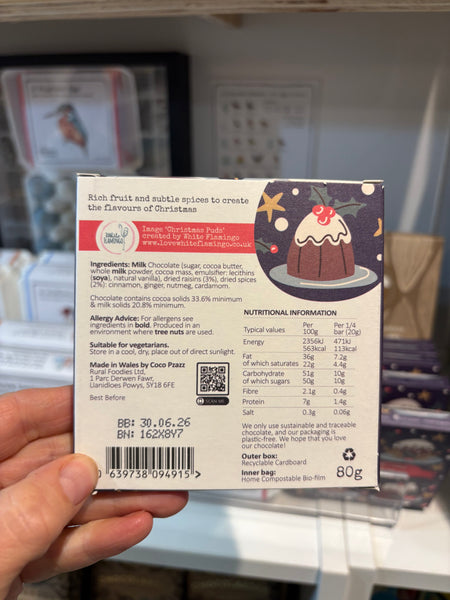 Rich fruit and subtle spices to create
the flavours of Christmas
WHITE
FLAMINGO
Image 'Christmas Puds'
created by White Flamingo
www.ilovewhiteflamingo.co.uk
Ingredients: Milk Chocolate (sugar, cocoa butter,
whole milk powder, cocoa mass, emulsifier: lecithins
(soya), natural vanilla), dried raisins (3%), dried spices
(2%): cinnamon, ginger, nutmeg, cardamom.
Chocolate contains cocoa solids 33.6% minimum
& milk solids 20.8% minimum.
Allergy Advice: For allergens see
ingredients in bold. Produced in an
environment where tree nuts are used.
Suitable for vegetarians.
Store in a cool, dry, place out of direct sunlight.
Made in Wales by Coco Pzazz
Rural Foodies Ltd,
1 Parc Derwen Fawr,
Llanidloes Powys, SY18 6FE
SCAN ME
Best Before
BB: 30.06.26
BN: 162X8Y7
0 639738 094915 >
NUTRITIONAL INFORMATION
Typical values Per 100g Per 1/4 bar (20g)
Energy 2356kJ 471kJ
563kcal 113kcal
Fat 36g 7.2g
of which saturates 22g 4.4g
Carbohydrate 51g 10g
of which sugars 50g 10g
Fibre 2.1g 0.4g
Protein 7g 1.4g
Salt 0.3g 0.06g
We only use sustainable and traceable
chocolate, and our packaging is
plastic-free. We hope that you love
our chocolate!
Outer box:
Recyclable Cardboard
Inner bag:
Home Compostable Bio-film
80g